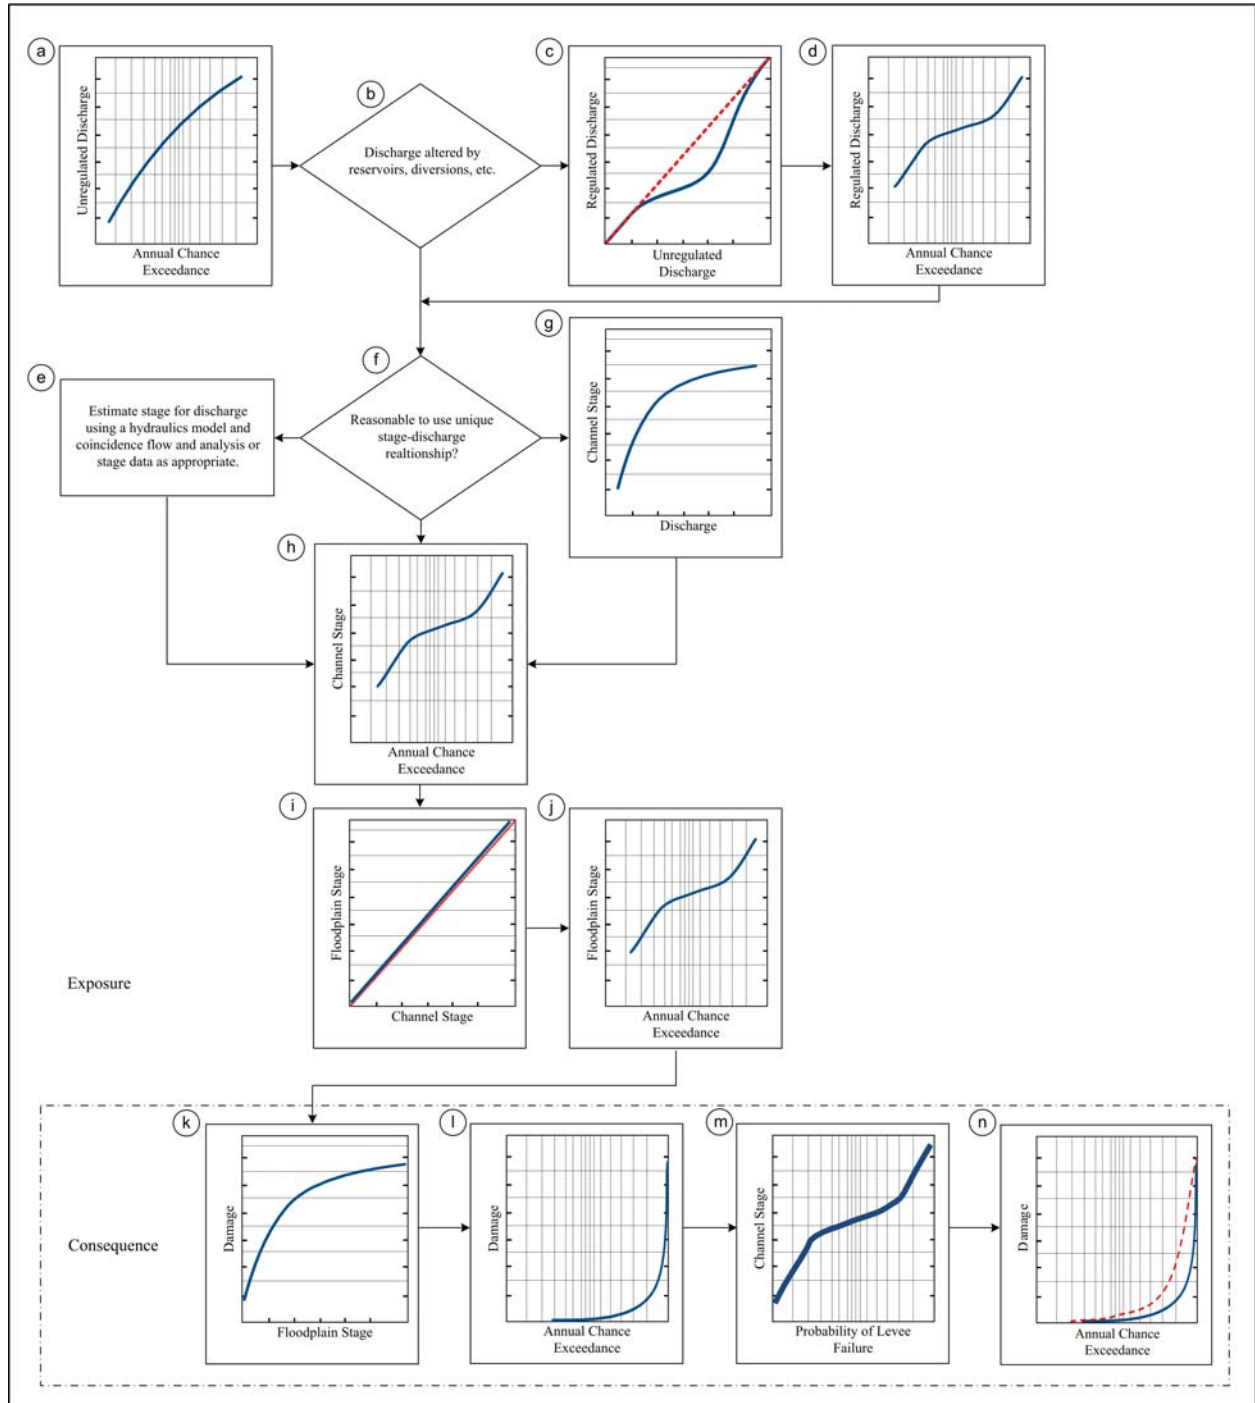 a
Unregulated Discharge
Annual Chance
Exceedance
b
Discharge altered by
reservoirs, diversions, etc.
c
Regulated Discharge
Unregulated
Discharge
d
Regulated Discharge
Annual Chance
Exceedance
e
Estimate stage for discharge
using a hydraulics model and
coincidence flow and analysis or
stage data as appropriate.
f
Reasonable to use unique
stage-discharge
realtionship?
g
Channel Stage
Discharge
h
Channel Stage
Annual Chance
Exceedance
i
Floodplain Stage
Channel Stage
j
Floodplain Stage
Annual Chance
Exceedance
Exposure
k
Damage
Floodplain Stage
l
Damage
Annual Chance
Exceedance
m
Channel Stage
Probability of Levee
Failure
n
Damage
Annual Chance
Exceedance
Consequence